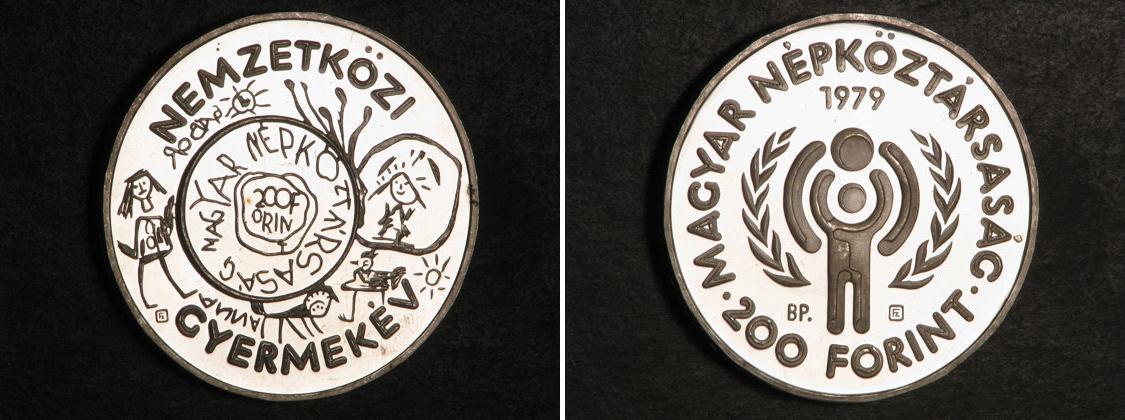 NEMZETKÖZI
GYERMEKÉV
MAGYAR NÉPKÖZTÁRSASÁG
200F
ORIN
T
ANNA
MAGYAR NÉPKÖZTÁRSASÁG
1979
BP.
· 200 FORINT ·